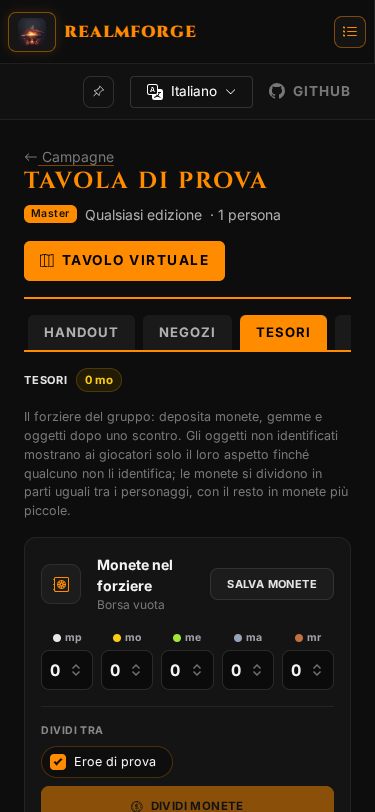 REALMFORGE
Italiano
GITHUB
← Campagne
TAVOLA DI PROVA
Master Qualsiasi edizione · 1 persona
TAVOLO VIRTUALE
HANDOUT NEGOZI TESORI
TESORI 0 mo
Il forziere del gruppo: deposita monete, gemme e
oggetti dopo uno scontro. Gli oggetti non identificati
mostrano ai giocatori solo il loro aspetto finché
qualcuno non li identifica; le monete si dividono in
parti uguali tra i personaggi, con il resto in monete più
piccole.
Monete nel
forziere
Borsa vuota
SALVA MONETE
mp mo me ma mr
0 0 0 0 0
DIVIDI TRA
Eroe di prova
DIVIDI MONETE